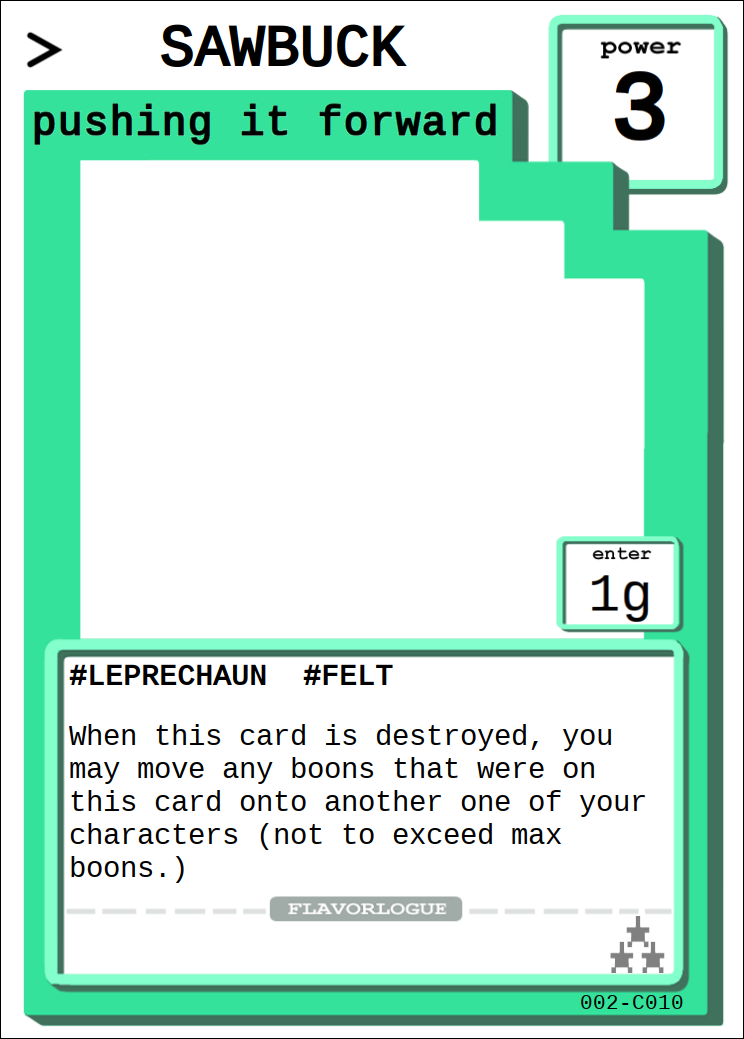 > SAWBUCK
power
3
pushing it forward
enter
1g
#LEPRECHAUN #FELT
When this card is destroyed, you
may move any boons that were on
this card onto another one of your
characters (not to exceed max
boons.)
FLAVORLOGUE
002-C010